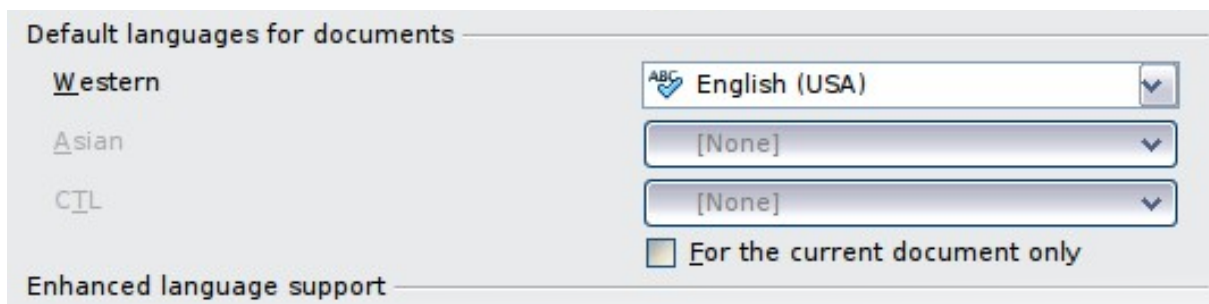 Default languages for documents
Western ABC English (USA)
Asian [None]
CTL [None]
For the current document only
Enhanced language support